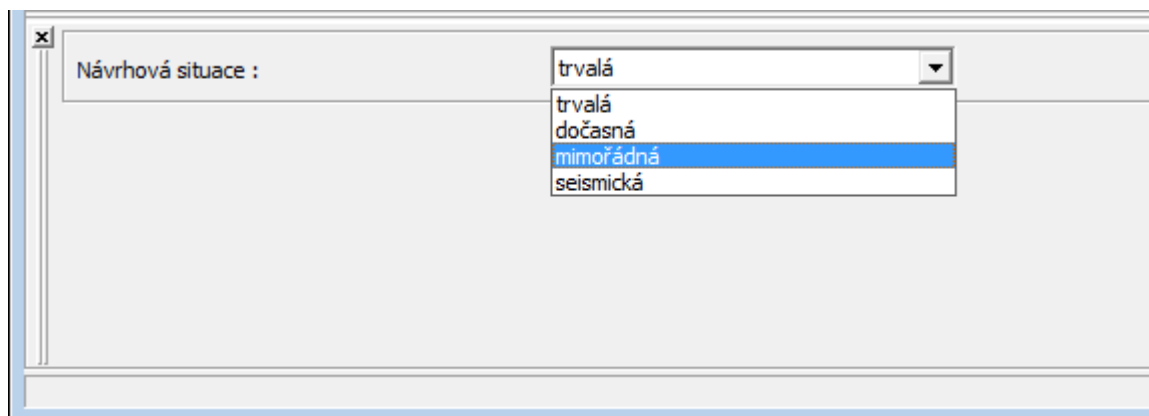 Návrhová situace : trvalá
trvalá
dočasná
mimořádná
seismická